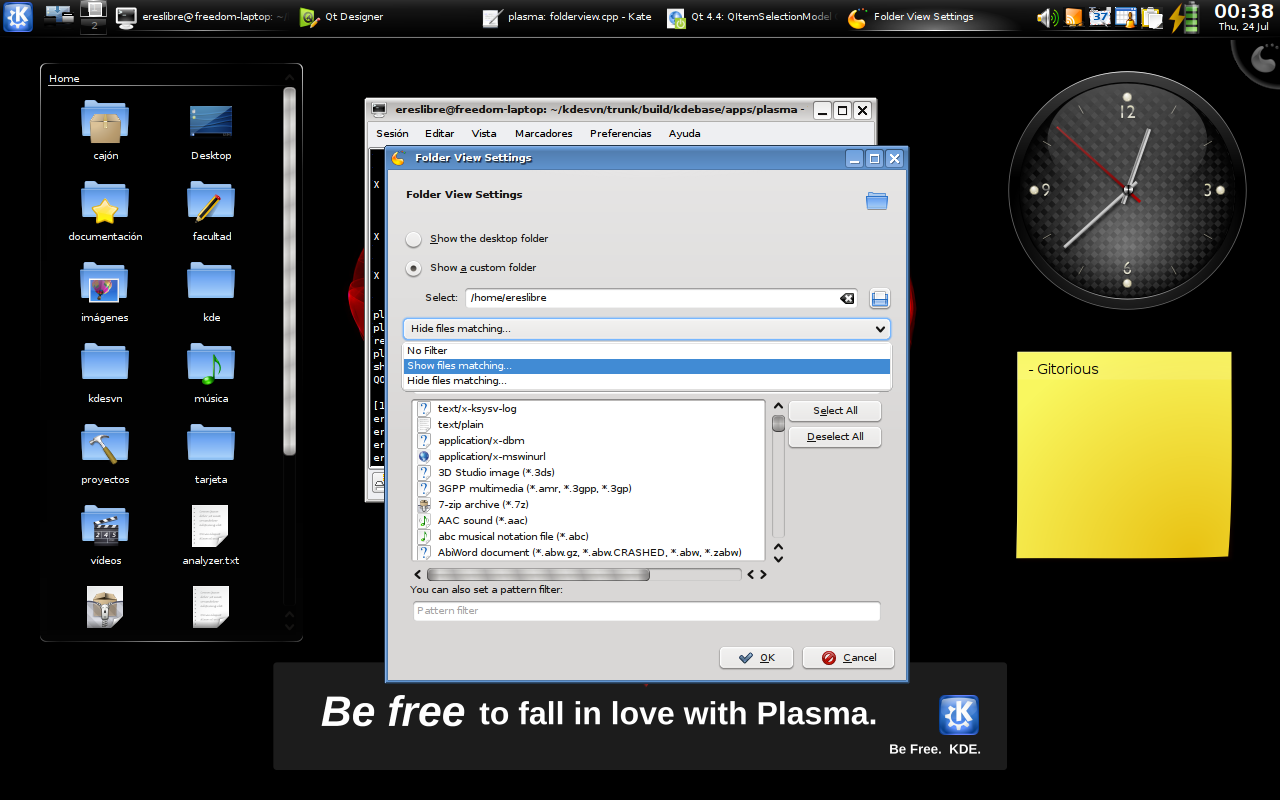 ereslibre@freedom-laptop: ~/
Qt Designer
plasma: folderview.cpp - Kate
Qt 4.4: QItemSelectionModel
Folder View Settings
37
00:38
Thu, 24 Jul
2
Home
cajón
Desktop
documentación
facultad
imágenes
kde
kdesvn
música
proyectos
tarjeta
vídeos
analyzer.txt
ereslibre@freedom-laptop: ~/kdesvn/trunk/build/kdebase/apps/plasma -
Sesión
Editar
Vista
Marcadores
Preferencias
Ayuda
X
X
X
pl
pl
re
pl
sh
QO
[1
er
er
er
er
Folder View Settings
Folder View Settings
Show the desktop folder
Show a custom folder
Select:
/home/ereslibre
Hide files matching...
No Filter
Show files matching...
Hide files matching...
text/x-ksysv-log
text/plain
application/x-dbm
application/x-mswinurl
3D Studio image (*.3ds)
3GPP multimedia (*.amr, *.3gpp, *.3gp)
7-zip archive (*.7z)
AAC sound (*.aac)
abc musical notation file (*.abc)
AbiWord document (*.abw.gz, *.abw.CRASHED, *.abw, *.zabw)
Select All
Deselect All
You can also set a pattern filter:
Pattern filter
OK
Cancel
12
9
3
6
- Gitorious
Be free to fall in love with Plasma.
Be Free. KDE.